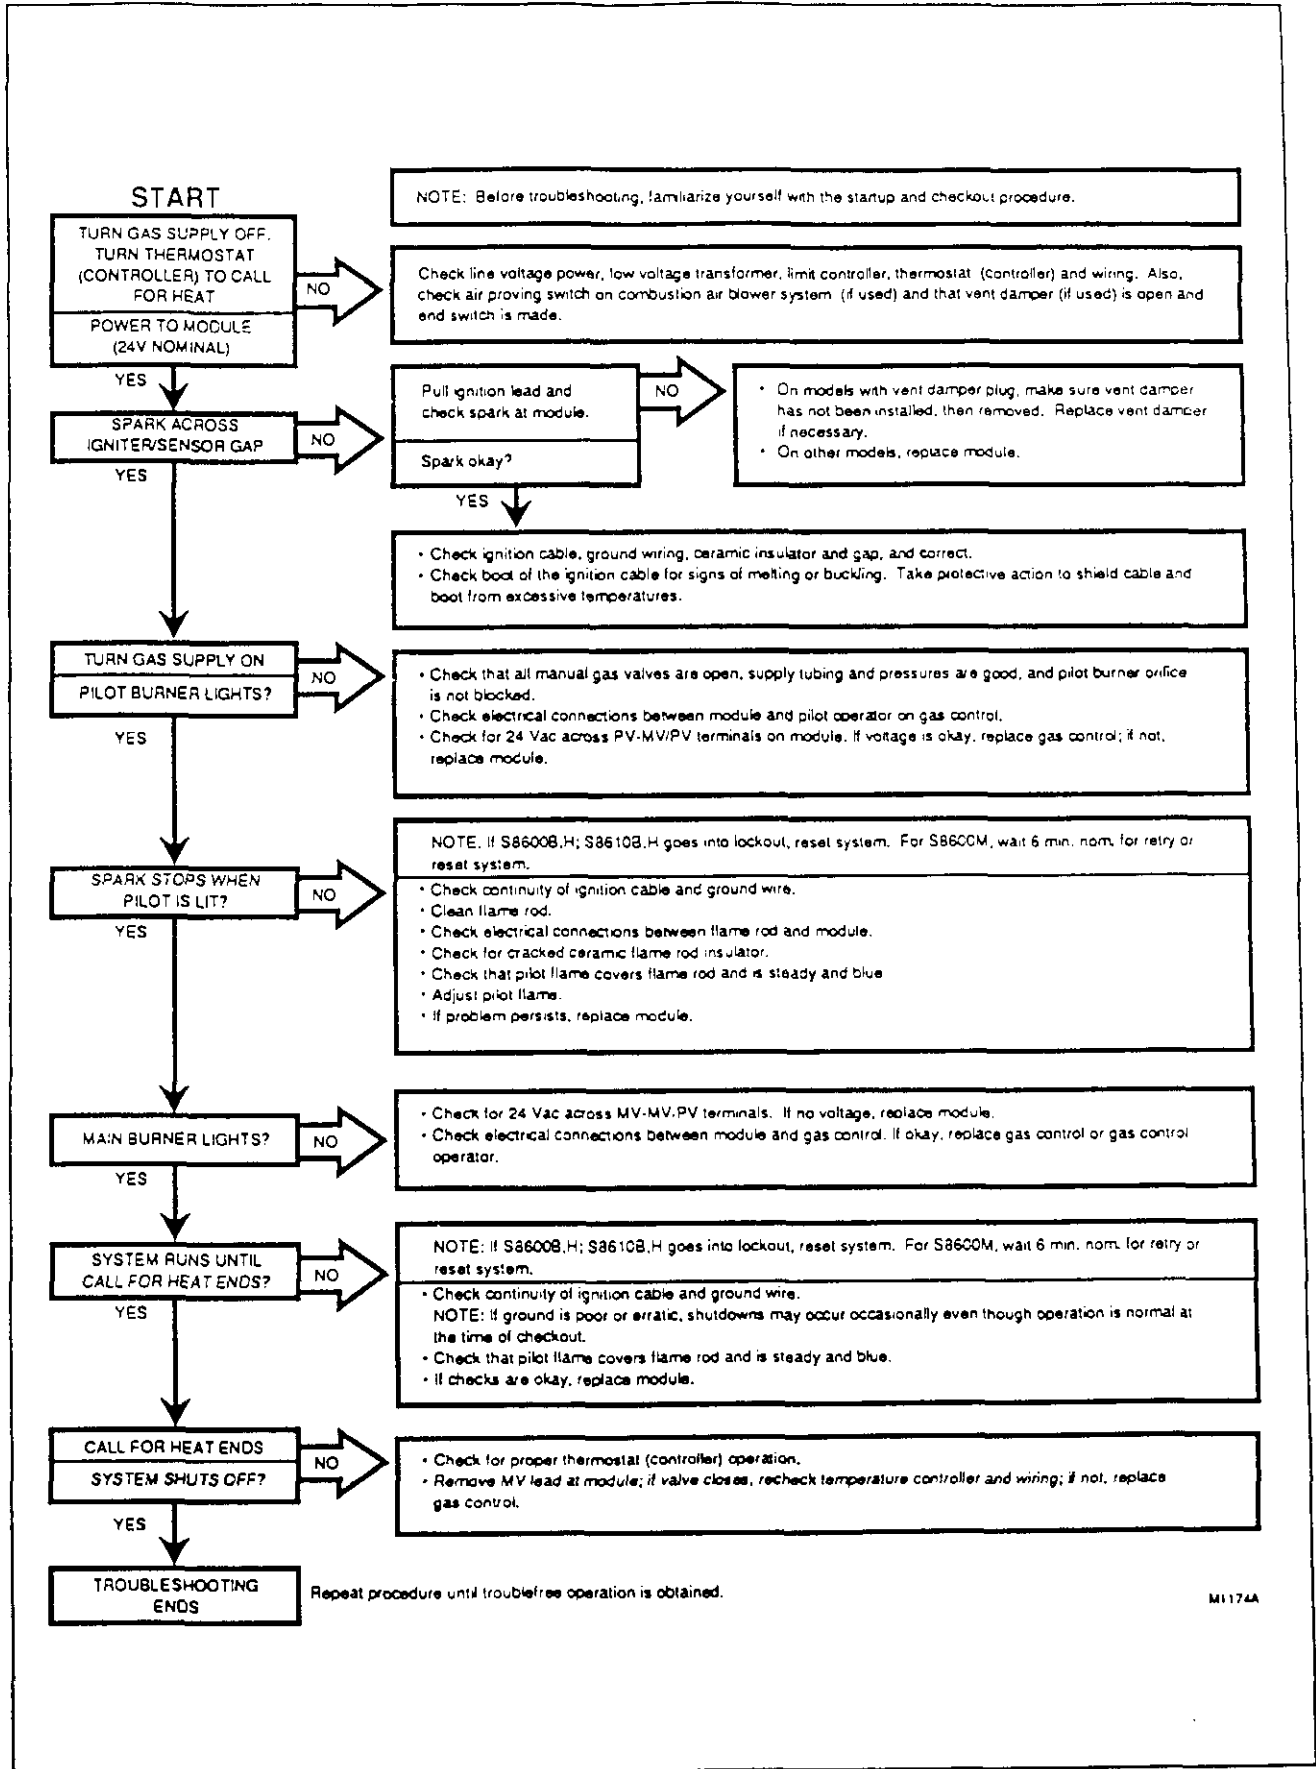 START
NOTE: Before troubleshooting, familiarize yourself with the startup and checkout procedure.
TURN GAS SUPPLY OFF.
TURN THERMOSTAT
(CONTROLLER) TO CALL
FOR HEAT
POWER TO MODULE
(24V NOMINAL)
NO
Check line voltage power, low voltage transformer, limit controller, thermostat (controller) and wiring. Also,
check air proving switch on combustion air blower system (if used) and that vent damper (if used) is open and
end switch is made.
YES
SPARK ACROSS
IGNITER/SENSOR GAP
NO
Pull ignition lead and
check spark at module.
Spark okay?
NO
• On models with vent damper plug, make sure vent damper
has not been installed, then removed. Replace vent damper
if necessary.
• On other models, replace module.
YES
YES
• Check ignition cable, ground wiring, ceramic insulator and gap, and correct.
• Check boot of the ignition cable for signs of melting or buckling. Take protective action to shield cable and
boot from excessive temperatures.
TURN GAS SUPPLY ON
PILOT BURNER LIGHTS?
NO
• Check that all manual gas valves are open, supply tubing and pressures are good, and pilot burner orifice
is not blocked.
• Check electrical connections between module and pilot operator on gas control.
• Check for 24 Vac across PV-MV/PV terminals on module. If voltage is okay, replace gas control; if not,
replace module.
YES
SPARK STOPS WHEN
PILOT IS LIT?
NO
NOTE. If S8600B,H; S8610B,H goes into lockout, reset system. For S8600M, wait 6 min. nom. for retry or
reset system.
• Check continuity of ignition cable and ground wire.
• Clean flame rod.
• Check electrical connections between flame rod and module.
• Check for cracked ceramic flame rod insulator.
• Check that pilot flame covers flame rod and is steady and blue
• Adjust pilot flame.
• If problem persists, replace module.
YES
MAIN BURNER LIGHTS?
NO
• Check for 24 Vac across MV-MV/PV terminals. If no voltage, replace module.
• Check electrical connections between module and gas control. If okay, replace gas control or gas control
operator.
YES
SYSTEM RUNS UNTIL
CALL FOR HEAT ENDS?
NO
NOTE: If S8600B,H; S8610B,H goes into lockout, reset system. For S8600M, wait 6 min. nom. for retry or
reset system.
• Check continuity of ignition cable and ground wire.
NOTE: If ground is poor or erratic, shutdowns may occur occasionally even though operation is normal at
the time of checkout.
• Check that pilot flame covers flame rod and is steady and blue.
• If checks are okay, replace module.
YES
CALL FOR HEAT ENDS
SYSTEM SHUTS OFF?
NO
• Check for proper thermostat (controller) operation.
• Remove MV lead at module; if valve closes, recheck temperature controller and wiring; if not, replace
gas control.
YES
TROUBLESHOOTING
ENDS
Repeat procedure until troublefree operation is obtained.
M1174A